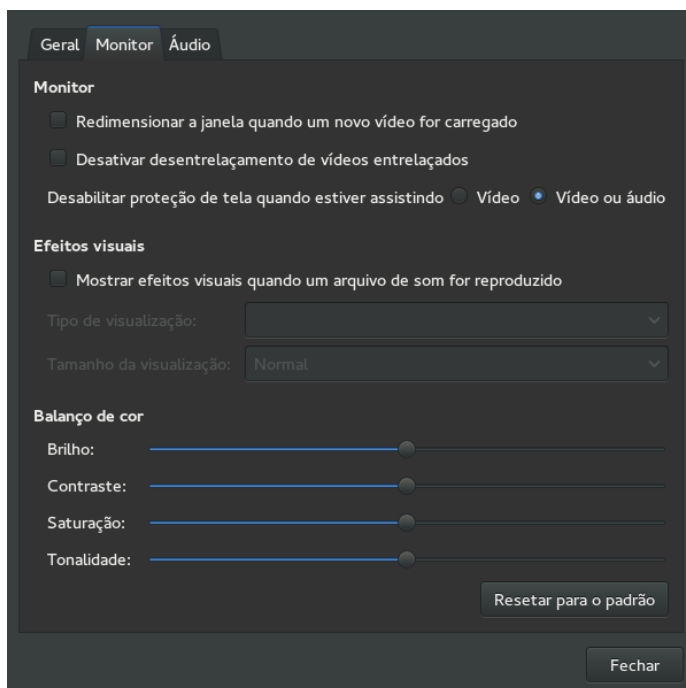 Geral Monitor Áudio
Monitor
Redimensionar a janela quando um novo vídeo for carregado
Desativar desentrelaçamento de vídeos entrelaçados
Desabilitar proteção de tela quando estiver assistindo Vídeo Vídeo ou áudio
Efeitos visuais
Mostrar efeitos visuais quando um arquivo de som for reproduzido
Tipo de visualização:
Tamanho da visualização: Normal
Balanço de cor
Brilho:
Contraste:
Saturação:
Tonalidade:
Resetar para o padrão
Fechar